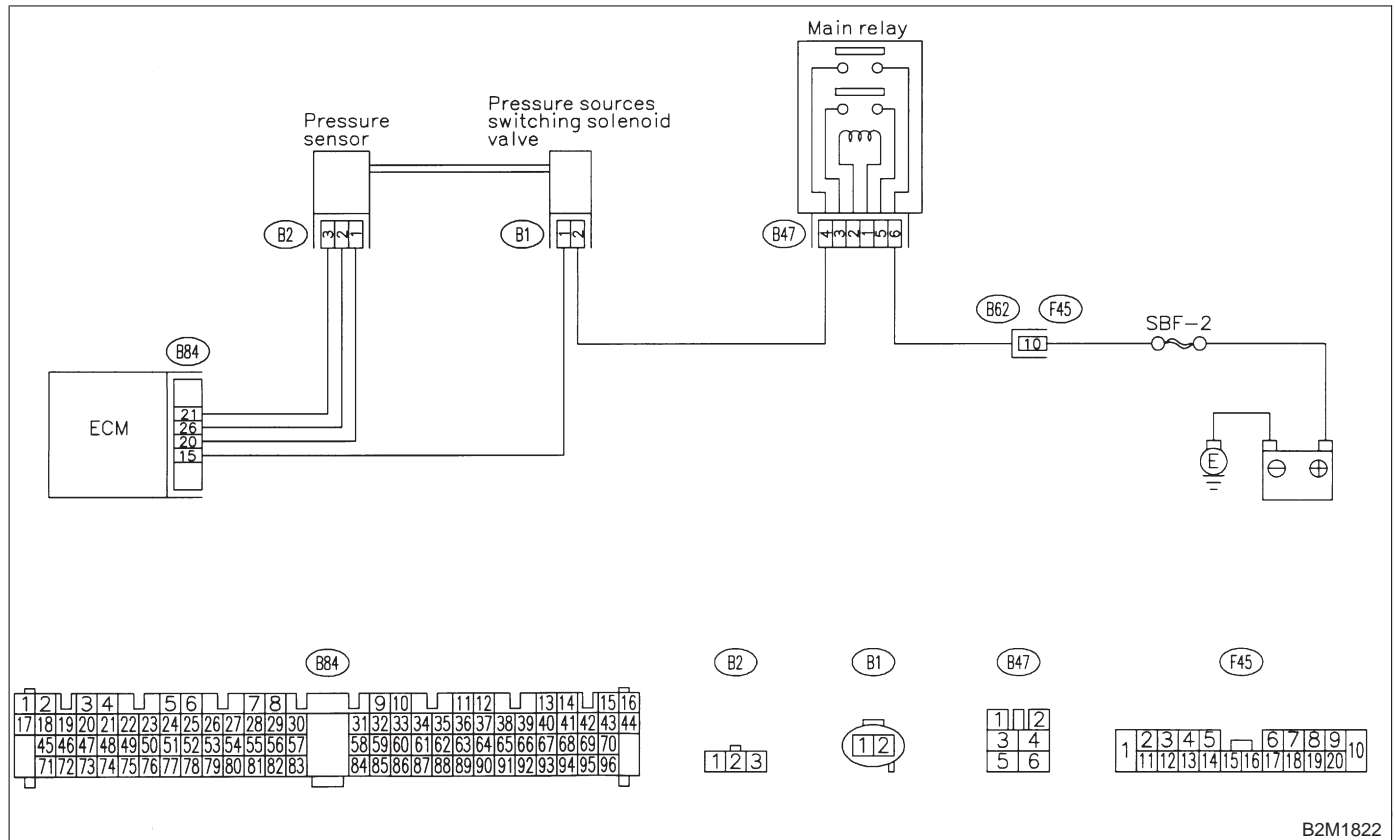 Main relay
Pressure sources
switching solenoid
valve
Pressure
sensor
B2
3 2 1
B1
1 2
B47
4 3 2 1 5 6
B62 F45
10
SBF-2
B84
ECM
21
26
20
15
E
⊖ ⊕
B84
1 2 3 4 5 6 7 8 9 10 11 12 13 14 15 16
17 18 19 20 21 22 23 24 25 26 27 28 29 30 31 32 33 34 35 36 37 38 39 40 41 42 43 44
45 46 47 48 49 50 51 52 53 54 55 56 57 58 59 60 61 62 63 64 65 66 67 68 69 70
71 72 73 74 75 76 77 78 79 80 81 82 83 84 85 86 87 88 89 90 91 92 93 94 95 96
B2
1 2 3
B1
1 2
B47
1 2
3 4
5 6
F45
1 2 3 4 5 6 7 8 9 10
11 12 13 14 15 16 17 18 19 20
B2M1822